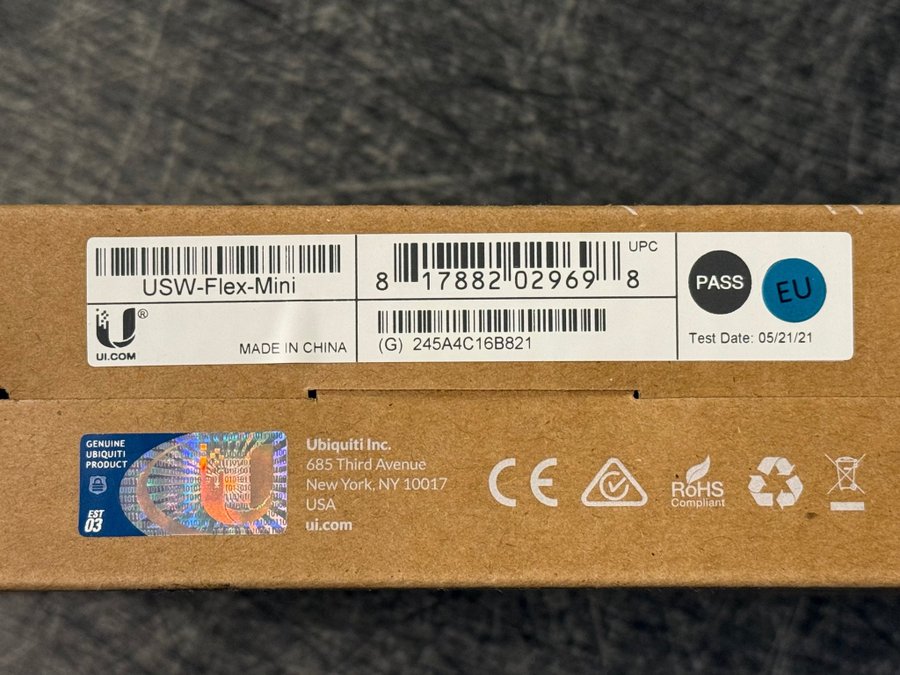 USW-Flex-Mini
UI.COM
®
MADE IN CHINA
UPC
8 17882 02969 8
(G) 245A4C16B821
PASS
EU
Test Date: 05/21/21
GENUINE
UBIQUITI
PRODUCT
EST
03
Ubiquiti Inc.
685 Third Avenue
New York, NY 10017
USA
ui.com
CE
RoHS
Compliant